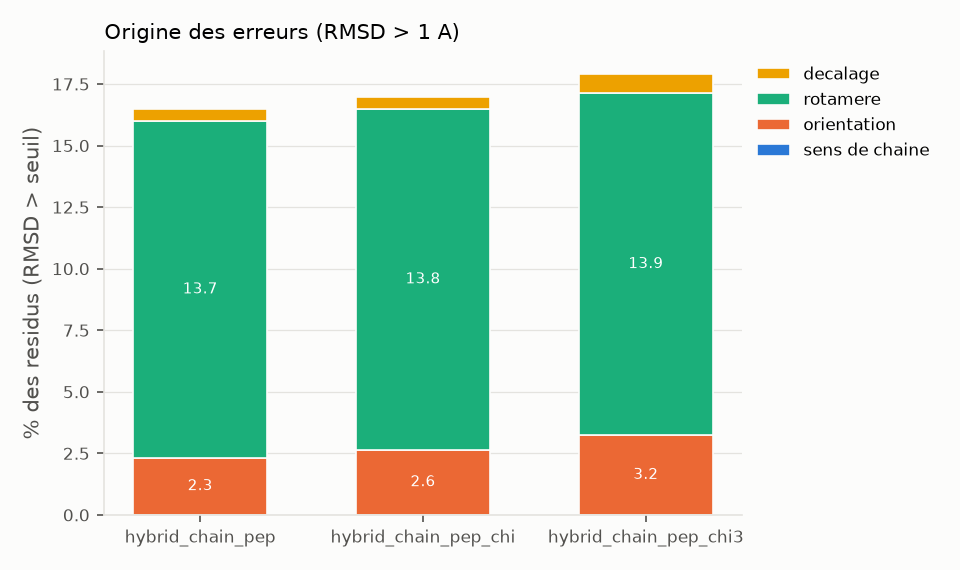 Origine des erreurs (RMSD > 1 A)
% des residus (RMSD > seuil)
17.5
15.0
12.5
10.0
7.5
5.0
2.5
0.0
13.7
2.3
13.8
2.6
13.9
3.2
hybrid_chain_pep
hybrid_chain_pep_chi
hybrid_chain_pep_chi3
decalage
rotamere
orientation
sens de chaine